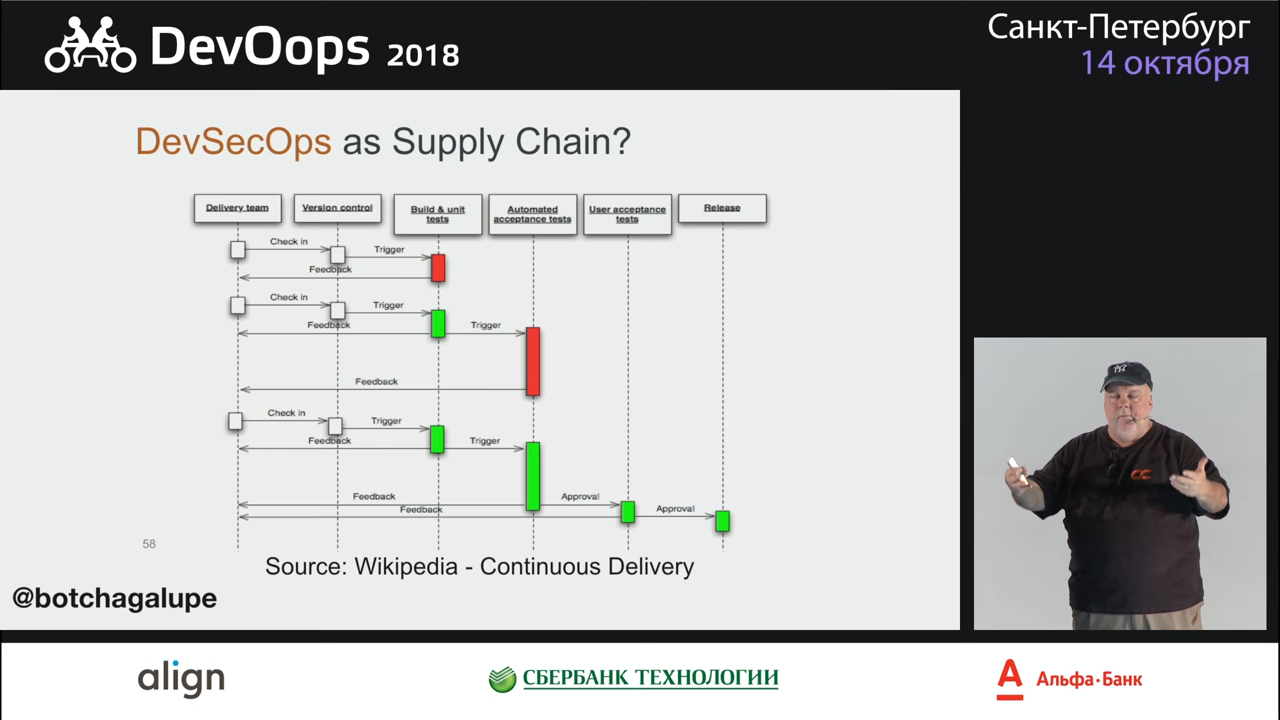 DevOops 2018
Санкт-Петербург
14 октября
DevSecOps as Supply Chain?
Delivery team
Version control
Build & unit
tests
Automated
acceptance tests
User acceptance
tests
Release
Check in
Trigger
Feedback
Check in
Trigger
Feedback
Trigger
Feedback
Check in
Trigger
Feedback
Trigger
Feedback
Approval
Feedback
Approval
58
Source: Wikipedia - Continuous Delivery
@botchagalupe
align
СБЕРБАНК ТЕХНОЛОГИИ
А
Альфа·Банк